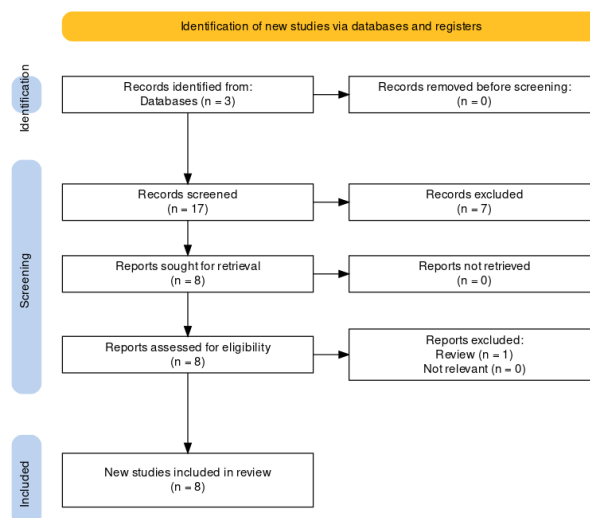 Identification of new studies via databases and registers
Identification
Records identified from:
Databases (n = 3)
Records removed before screening:
(n = 0)
Screening
Records screened
(n = 17)
Records excluded
(n = 7)
Reports sought for retrieval
(n = 8)
Reports not retrieved
(n = 0)
Reports assessed for eligibility
(n = 8)
Reports excluded:
Review (n = 1)
Not relevant (n = 0)
Included
New studies included in review
(n = 8)